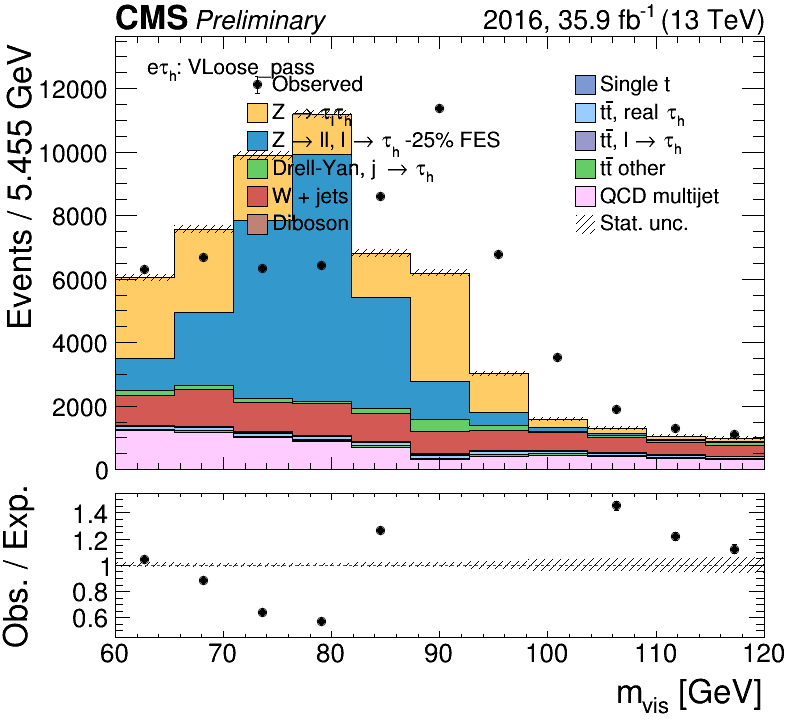 CMS Preliminary 2016, 35.9 fb⁻¹ (13 TeV)
eτₕ: VLoose_pass
Observed
Z → τₗτₕ
Z → ll, l → τₕ -25% FES
Drell-Yan, j → τₕ
W + jets
Diboson
Single t
tt̄, real τₕ
tt̄, l → τₕ
tt̄ other
QCD multijet
Stat. unc.
Events / 5.455 GeV
12000
10000
8000
6000
4000
2000
0
Obs. / Exp.
1.4
1.2
1
0.8
0.6
60 70 80 90 100 110 120
m_vis [GeV]